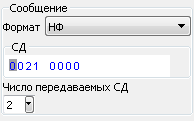 Сообщение
Формат НФ
СД
0021 0000
Число передаваемых СД
2